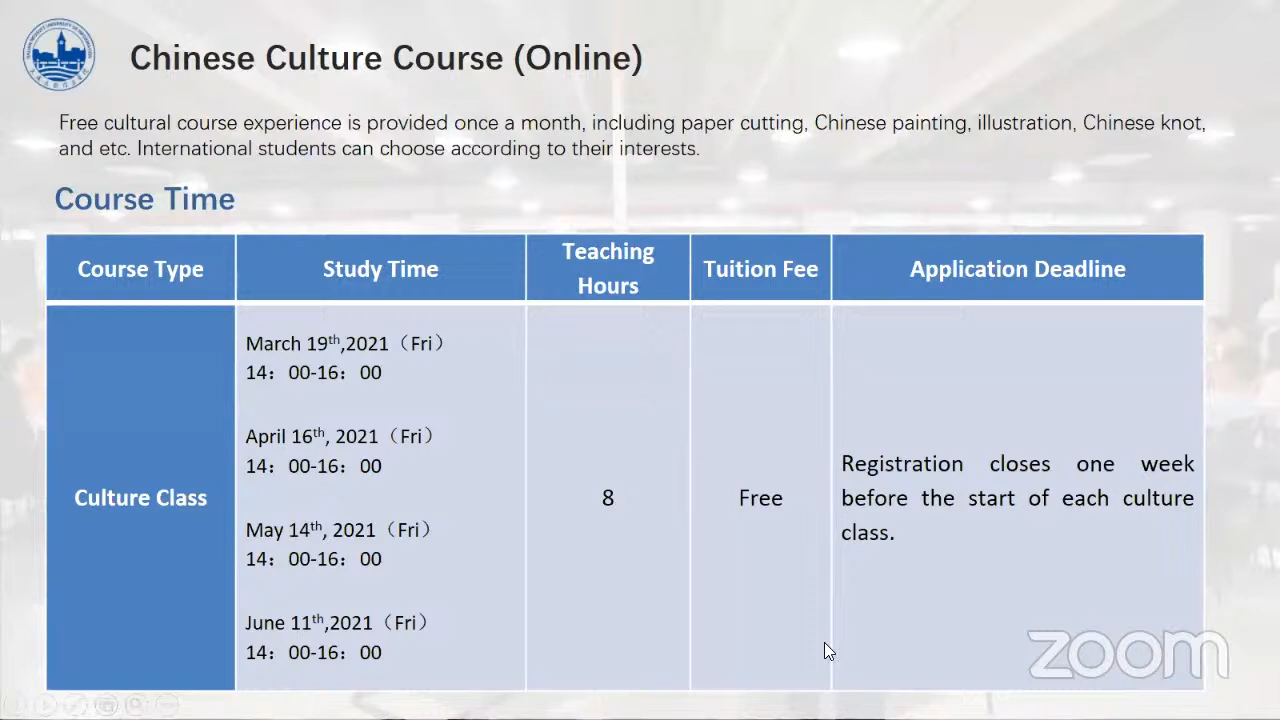 Chinese Culture Course (Online)
Free cultural course experience is provided once a month, including paper cutting, Chinese painting, illustration, Chinese knot,
and etc. International students can choose according to their interests.
Course Time
Course Type
Study Time
Teaching
Hours
Tuition Fee
Application Deadline
Culture Class
March 19th,2021（Fri）
14：00-16：00
April 16th, 2021（Fri）
14：00-16：00
May 14th, 2021（Fri）
14：00-16：00
June 11th,2021（Fri）
14：00-16：00
8
Free
Registration closes one week
before the start of each culture
class.
zoom